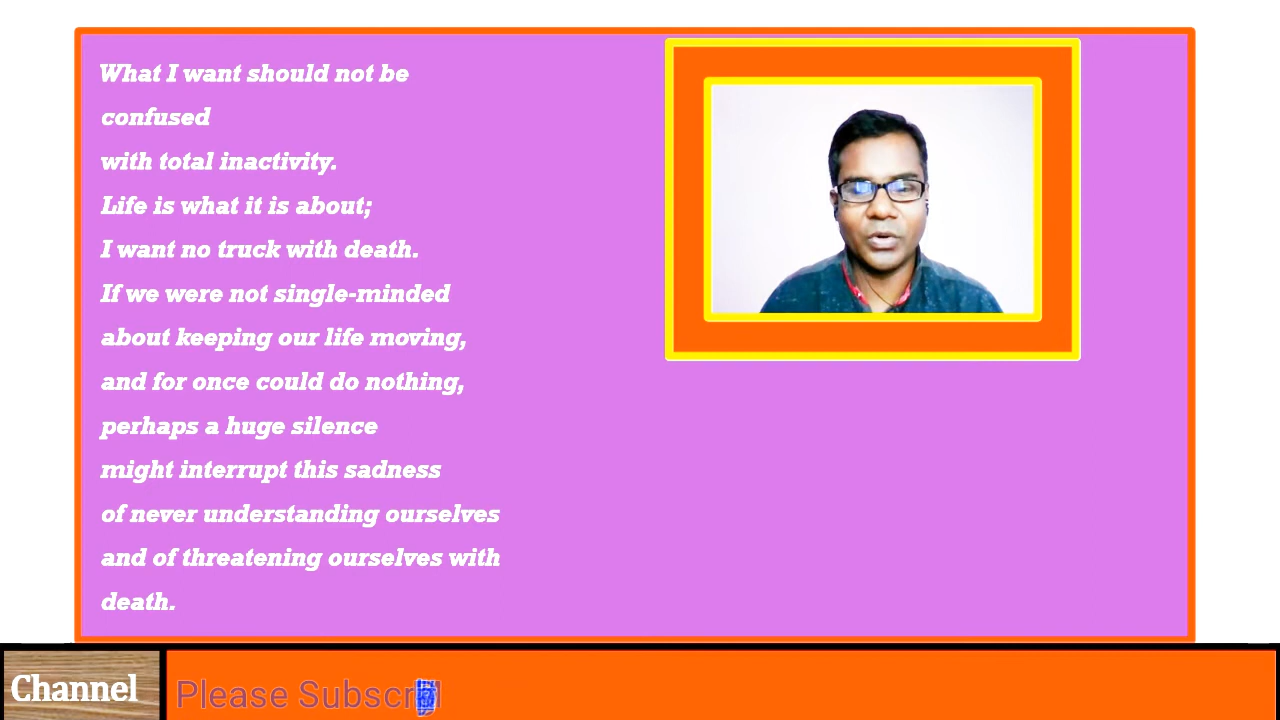 What I want should not be
confused
with total inactivity.
Life is what it is about;
I want no truck with death.
If we were not single-minded
about keeping our life moving,
and for once could do nothing,
perhaps a huge silence
might interrupt this sadness
of never understanding ourselves
and of threatening ourselves with
death.
Channel
Please